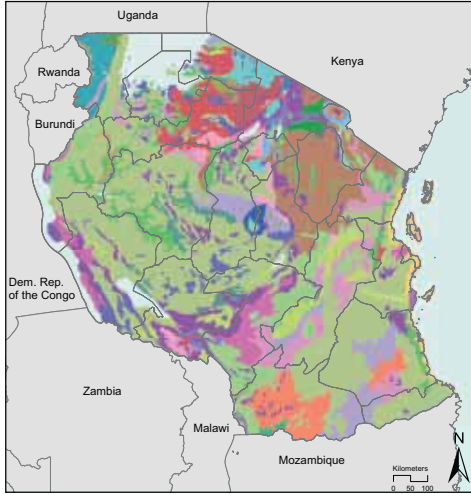 Uganda
Rwanda
Kenya
Burundi
Dem. Rep.
of the Congo
Zambia
Malawi
Mozambique
N
Kilometers
0 50 100